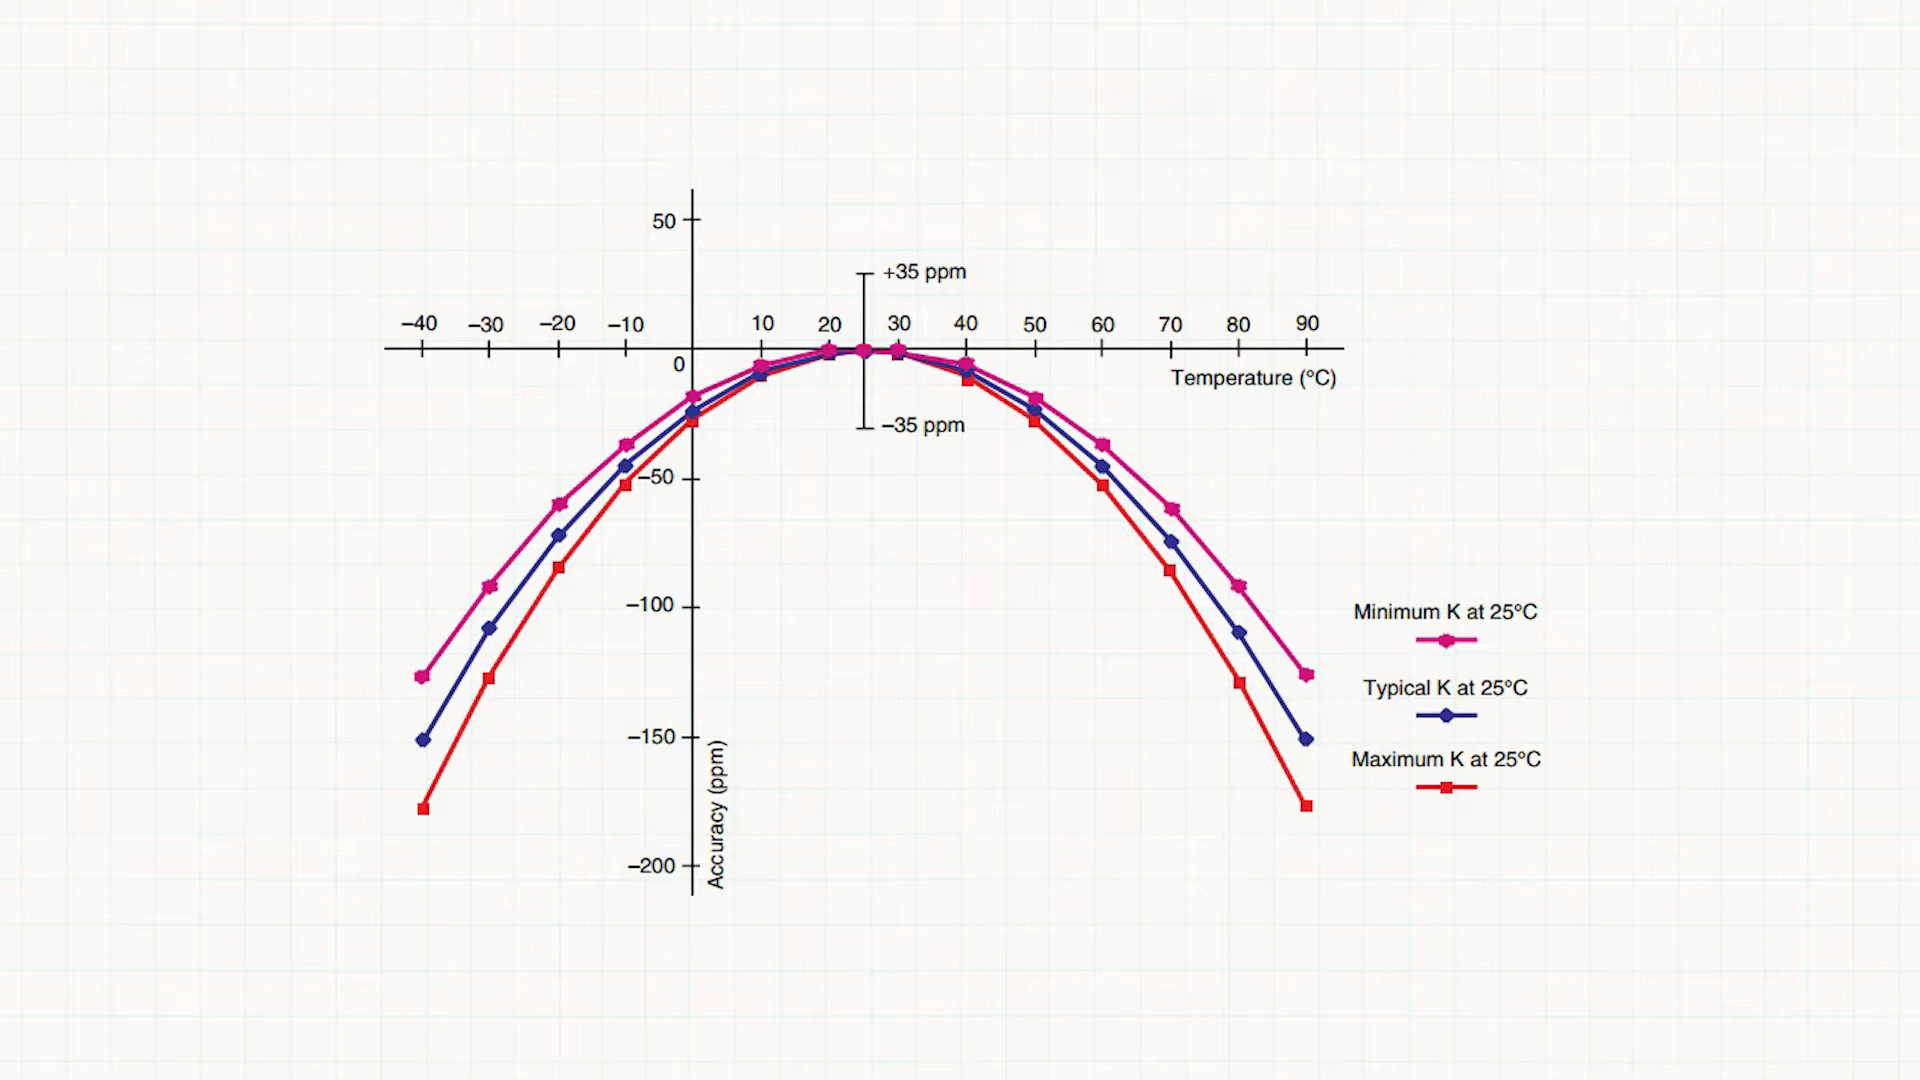 50
+35 ppm
–40 –30 –20 –10 10 20 30 40 50 60 70 80 90
0
Temperature (°C)
–35 ppm
–50
–100
–150
–200
Accuracy (ppm)
Minimum K at 25°C
Typical K at 25°C
Maximum K at 25°C